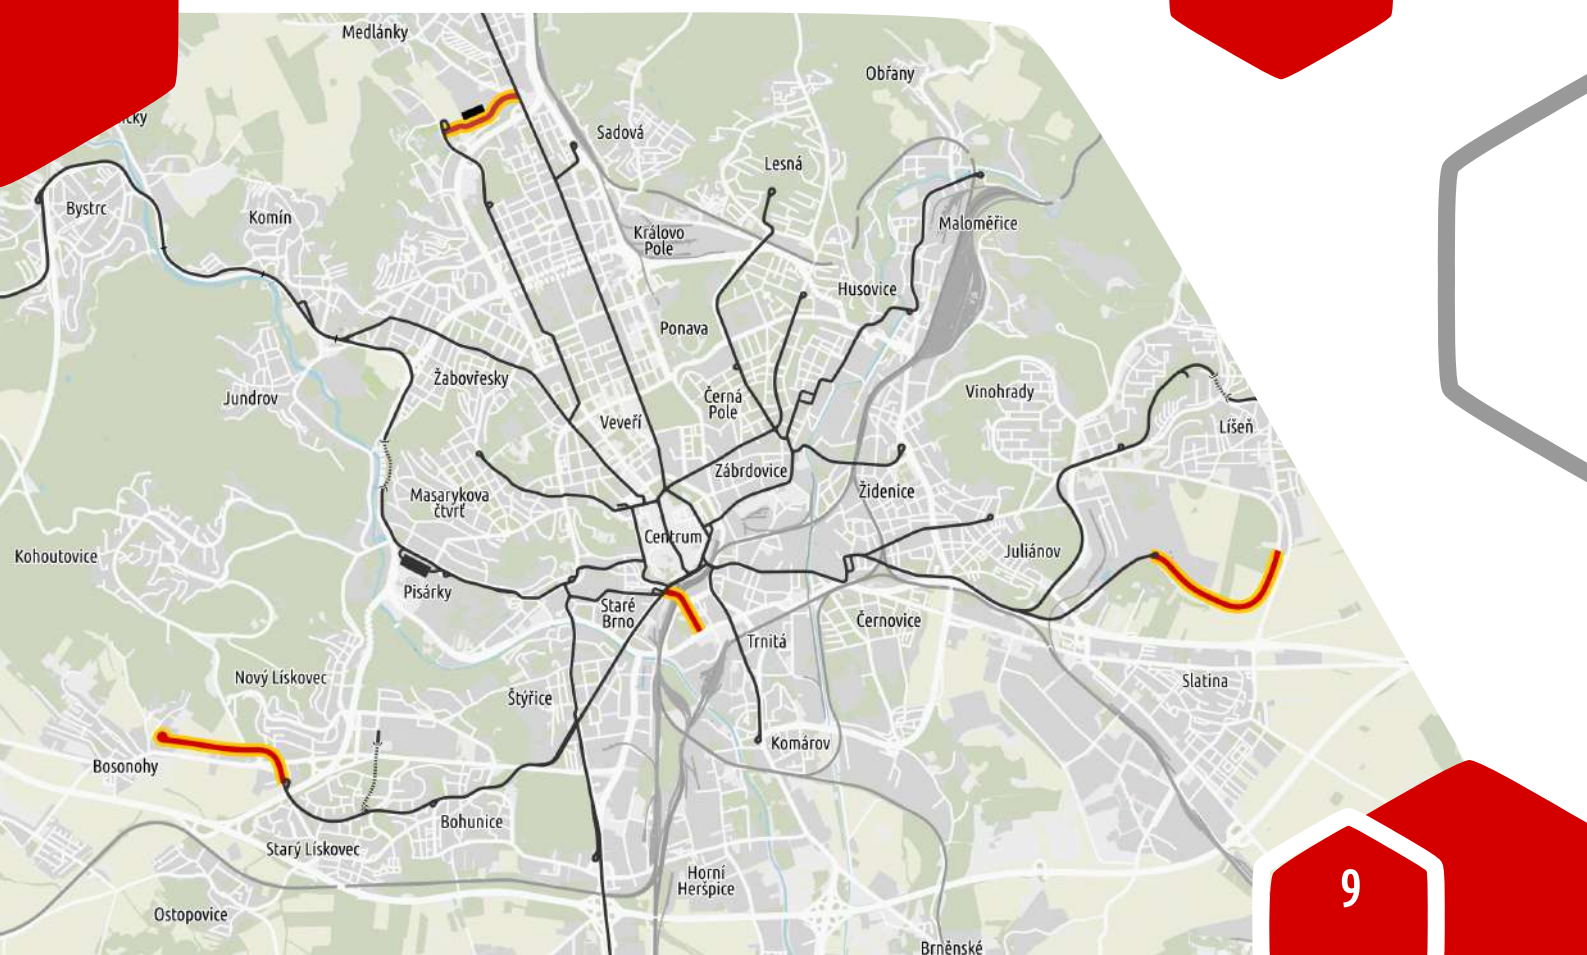 Medlánky
Obřany
cky
Sadová
Lesná
Bystrc
Komín
Maloměřice
Královo
Pole
Husovice
Ponava
Žabovřesky
Jundrov
Černá
Pole
Vinohrady
Veveří
Líšeň
Zábrdovice
Židenice
Masarykova
čtvrť
Centrum
Juliánov
Kohoutovice
Pisárky
Staré
Brno
Černovice
Trnitá
Nový Lískovec
Štýřice
Slatina
Komárov
Bosonohy
Bohunice
Starý Lískovec
Horní
Heršpice
9
Ostopovice
Brněnské